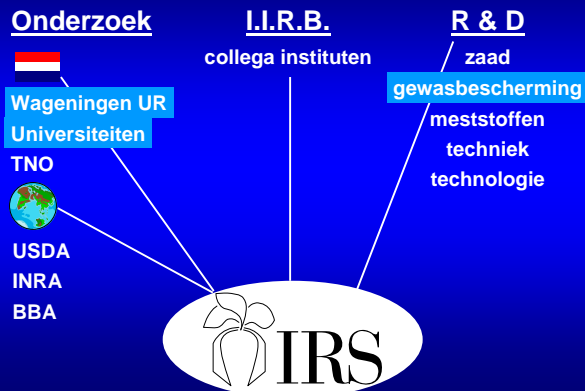 Onderzoek
Wageningen UR
Universiteiten
TNO
USDA
INRA
BBA
I.I.R.B.
collega instituten
R & D
zaad
gewasbescherming
meststoffen
techniek
technologie
IRS